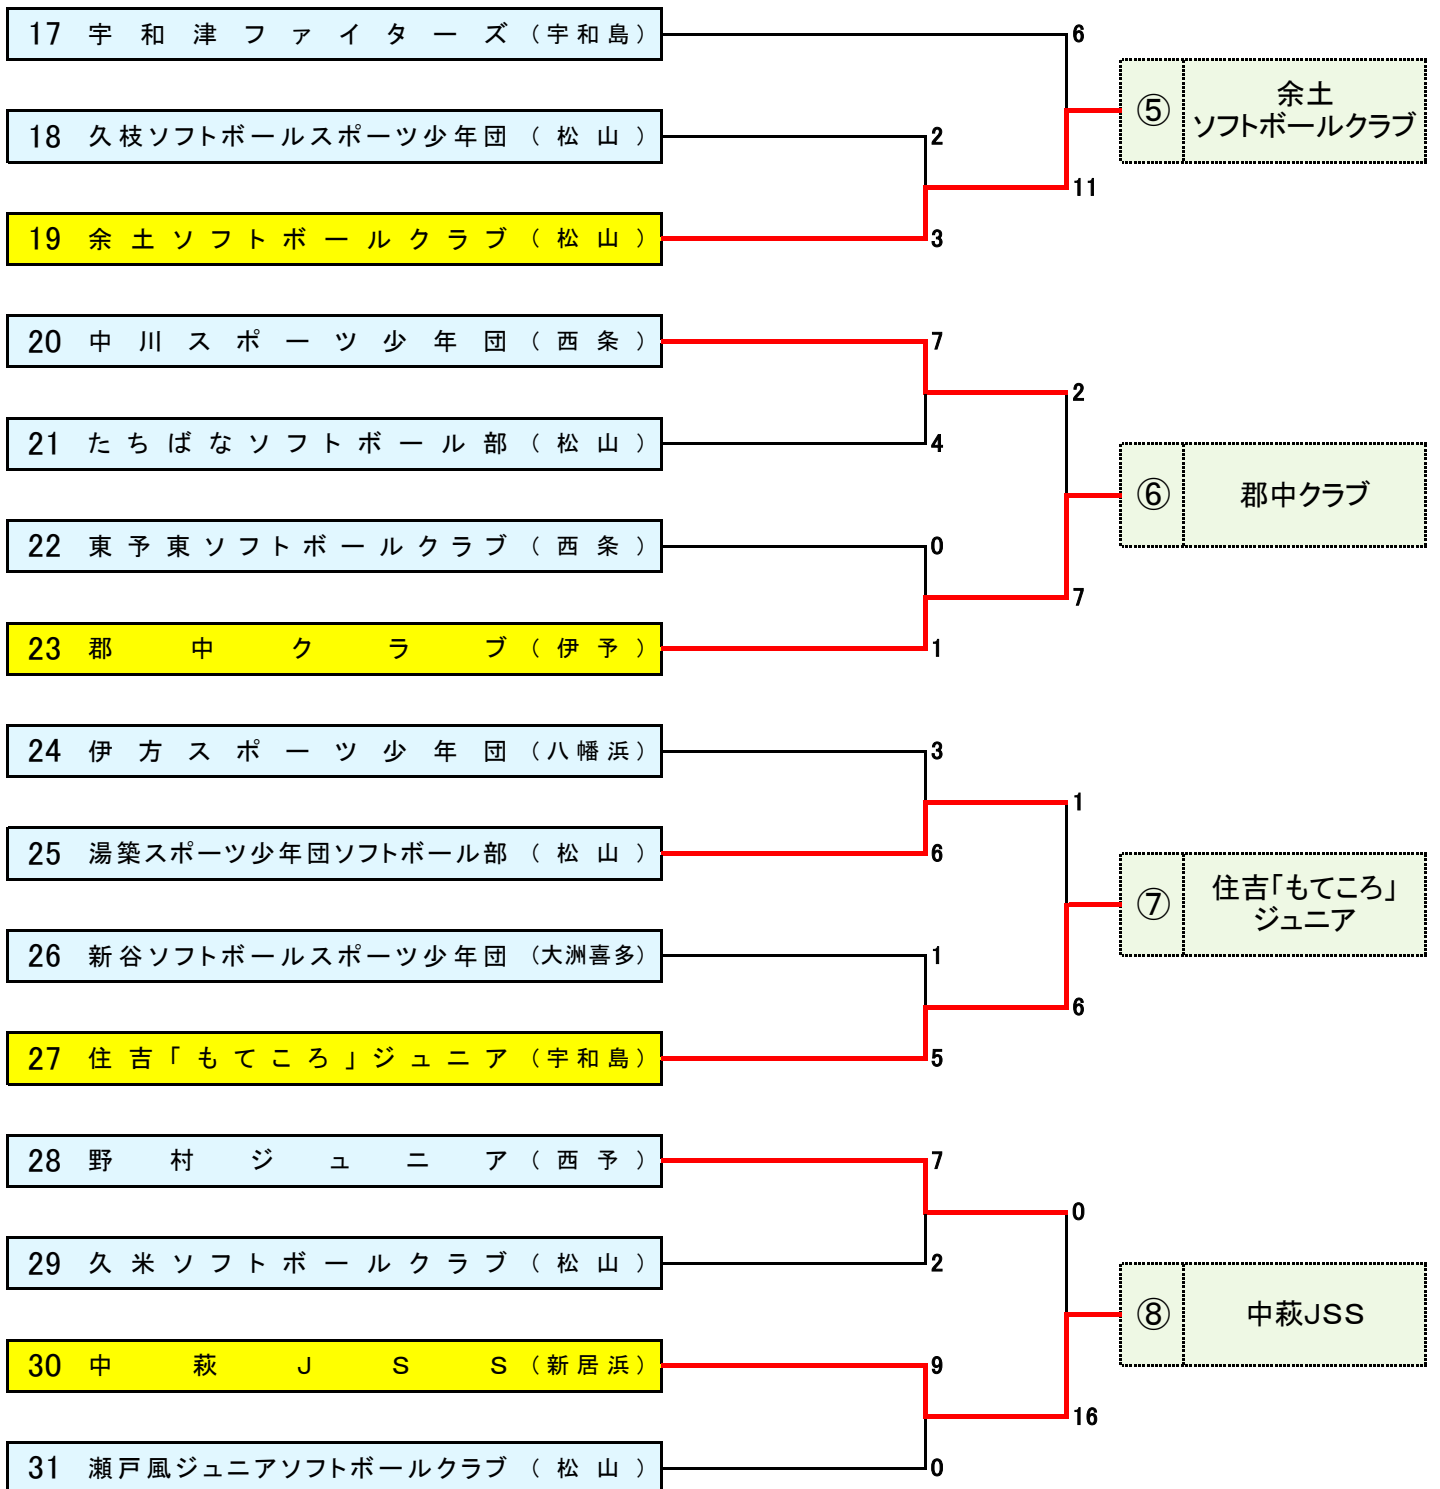 17 宇和津ファイターズ（宇和島）
6
⑤ 余土
ソフトボールクラブ
18 久枝ソフトボールスポーツ少年団（松山）
2
11
19 余土ソフトボールクラブ（松山）
3
20 中川スポーツ少年団（西条）
7
2
21 たちばなソフトボール部（松山）
4
⑥ 郡中クラブ
22 東予東ソフトボールクラブ（西条）
0
7
23 郡中クラブ（伊予）
1
24 伊方スポーツ少年団（八幡浜）
3
1
25 湯築スポーツ少年団ソフトボール部（松山）
6
⑦ 住吉「もてころ」
ジュニア
26 新谷ソフトボールスポーツ少年団（大洲喜多）
1
6
27 住吉「もてころ」ジュニア（宇和島）
5
28 野村ジュニア（西予）
7
0
29 久米ソフトボールクラブ（松山）
2
⑧ 中萩JSS
30 中萩JSS（新居浜）
9
16
31 瀬戸風ジュニアソフトボールクラブ（松山）
0